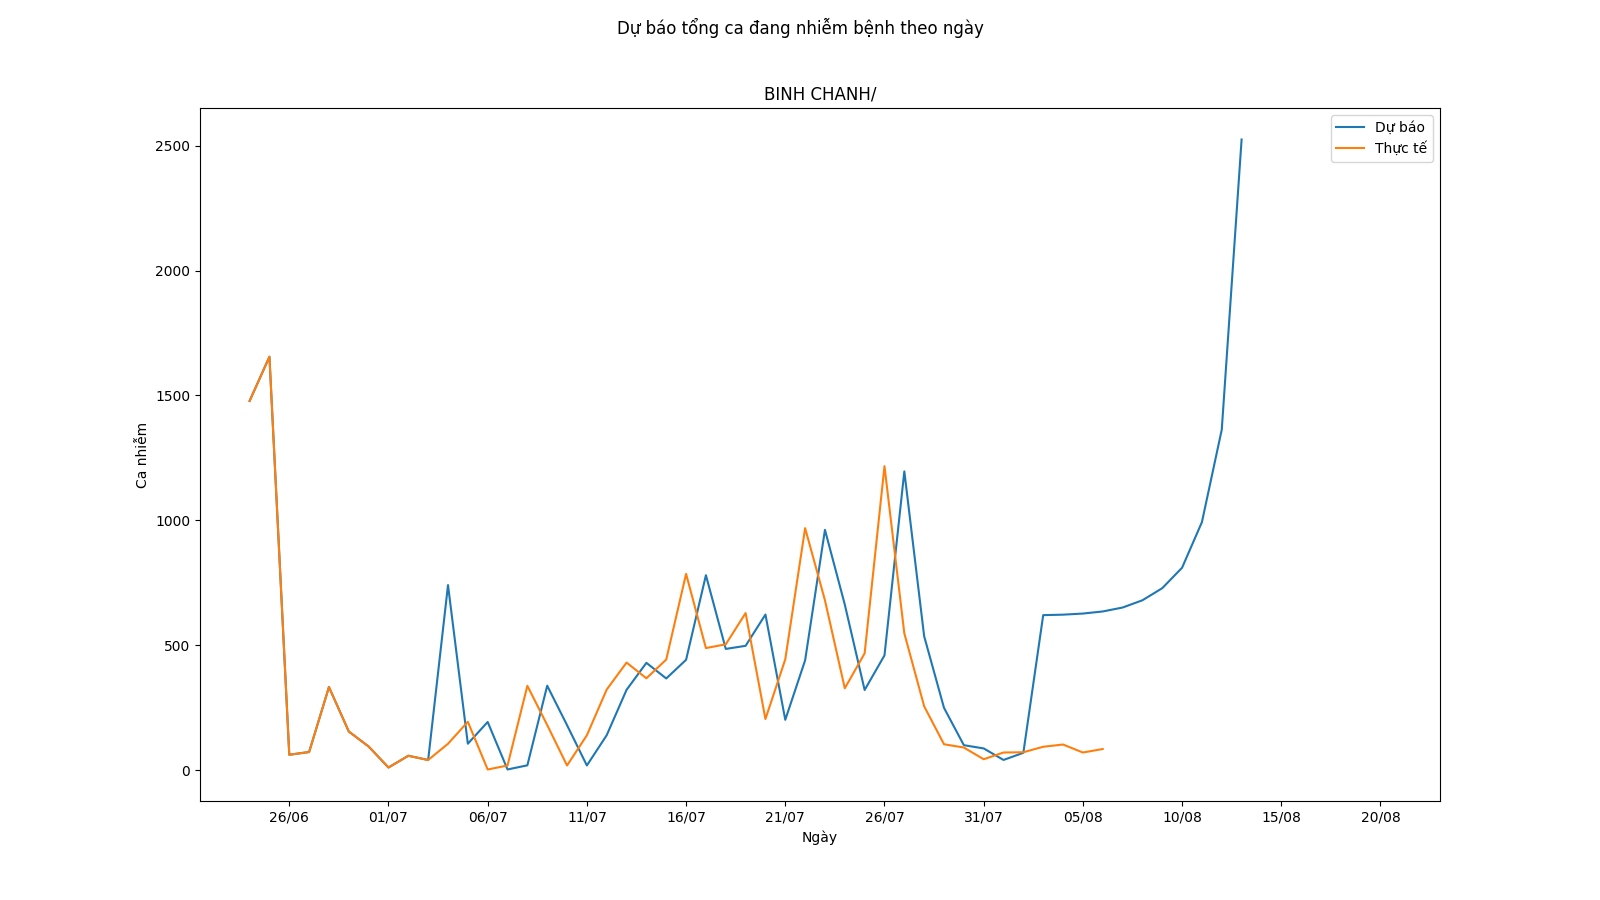 Dự báo tổng ca đang nhiễm bệnh theo ngày
BINH CHANH/
Dự báo
Thực tế
2500
2000
1500
1000
500
0
Ca nhiễm
26/06 01/07 06/07 11/07 16/07 21/07 26/07 31/07 05/08 10/08 15/08 20/08
Ngày